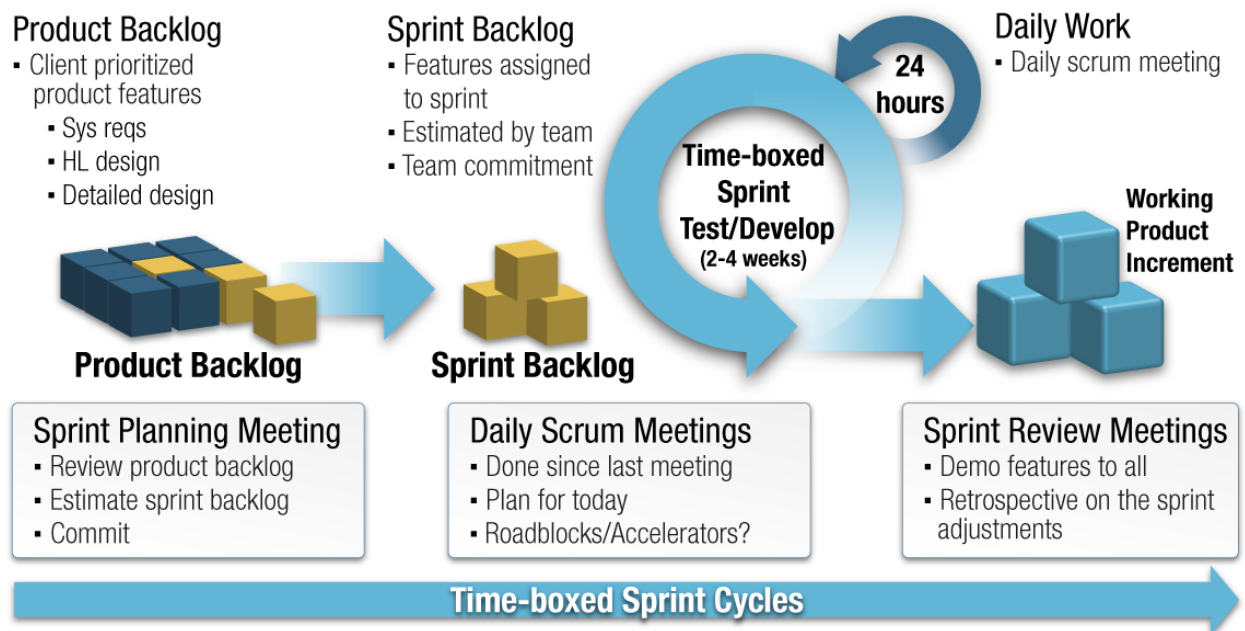 Product Backlog
▪ Client prioritized
product features
▪ Sys reqs
▪ HL design
▪ Detailed design
Product Backlog
Sprint Backlog
▪ Features assigned
to sprint
▪ Estimated by team
▪ Team commitment
Sprint Backlog
Time-boxed
Sprint
Test/Develop
(2-4 weeks)
24
hours
Daily Work
▪ Daily scrum meeting
Working
Product
Increment
Sprint Planning Meeting
▪ Review product backlog
▪ Estimate sprint backlog
▪ Commit
Daily Scrum Meetings
▪ Done since last meeting
▪ Plan for today
▪ Roadblocks/Accelerators?
Sprint Review Meetings
▪ Demo features to all
▪ Retrospective on the sprint
adjustments
Time-boxed Sprint Cycles